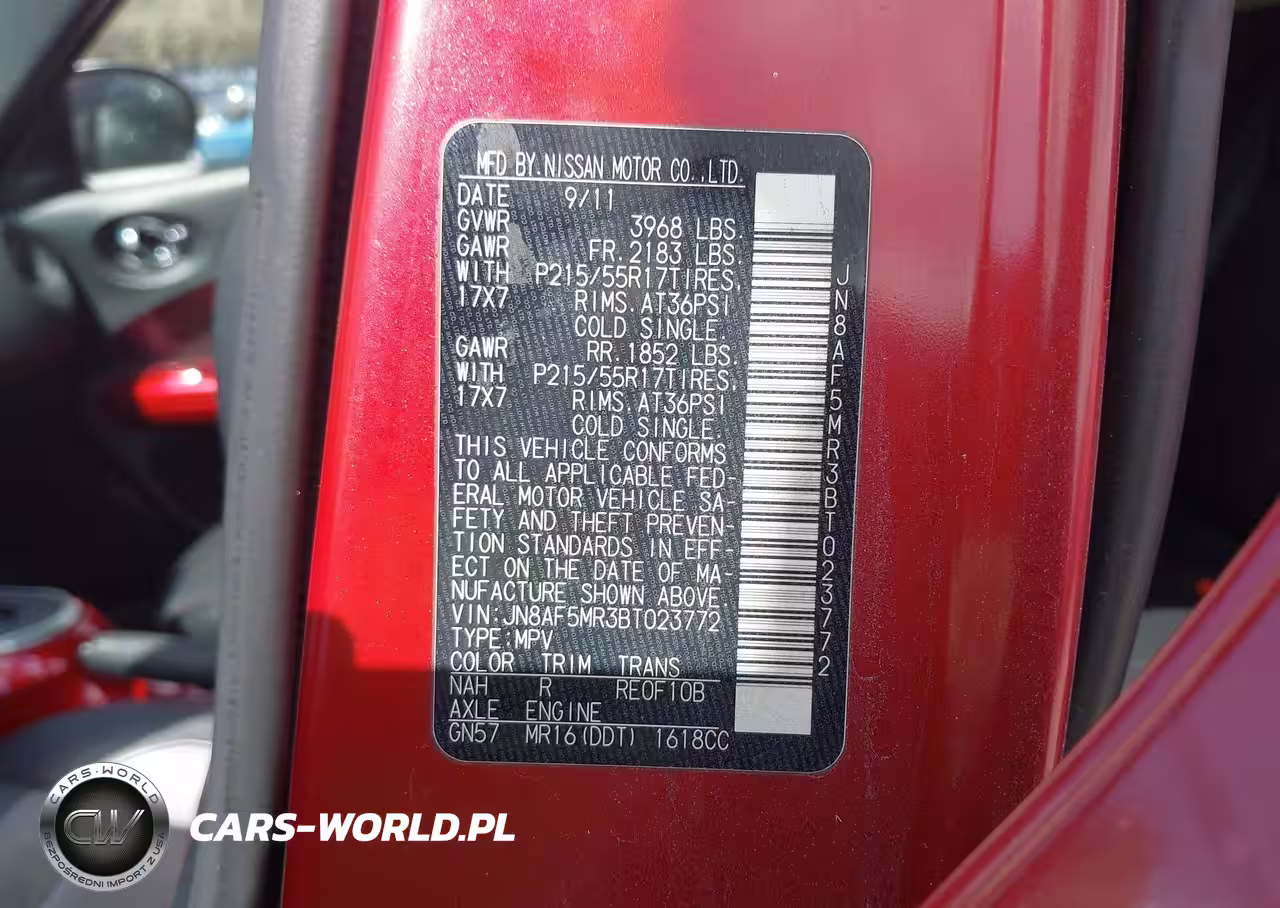 MFD BY.NISSAN MOTOR CO.,LTD.
DATE 9/11
GVWR 3968 LBS.
GAWR FR.2183 LBS.
WITH P215/55R17TIRES,
17X7 RIMS.AT36PSI
COLD SINGLE.
GAWR RR.1852 LBS.
WITH P215/55R17TIRES,
17X7 RIMS.AT36PSI
COLD SINGLE.
THIS VEHICLE CONFORMS
TO ALL APPLICABLE FED-
ERAL MOTOR VEHICLE SA-
FETY AND THEFT PREVEN-
TION STANDARDS IN EFF-
ECT ON THE DATE OF MA-
NUFACTURE SHOWN ABOVE.
VIN:JN8AF5MR3BT023772
TYPE:MPV
COLOR TRIM TRANS
NAH R RE0F10B
AXLE ENGINE
GN57 MR16(DDT) 1618CC
JN8AF5MR3BT023772
CARS-WORLD
CW
BEZPOŚREDNI IMPORT Z USA
CARS-WORLD.PL